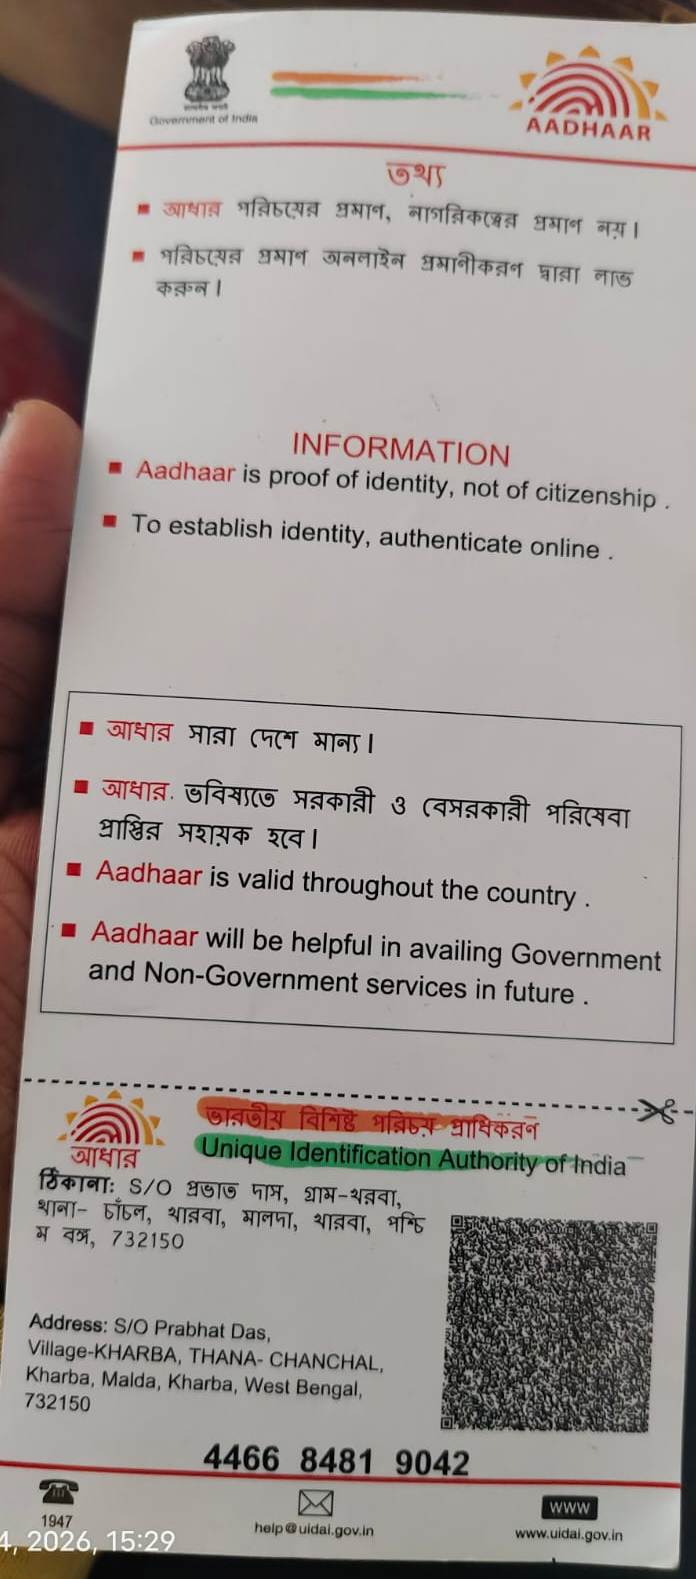 Government of India
AADHAAR
তথ্য
আধার পরিচয়ের প্রমাণ, নাগরিকত্বের প্রমাণ নয়।
পরিচয়ের প্রমাণ অনলাইন প্রমাণীকরণ দ্বারা লাভ
করুন।
INFORMATION
Aadhaar is proof of identity, not of citizenship .
To establish identity, authenticate online .
আধার সারা দেশে মান্য।
আধার. ভবিষ্যতে সরকারী ও বেসরকারী পরিষেবা
প্রাপ্তির সহায়ক হবে।
Aadhaar is valid throughout the country .
Aadhaar will be helpful in availing Government
and Non-Government services in future .
ভারতীয় বিশিষ্ট পরিচয় প্রাধিকরণ
Unique Identification Authority of India
আধার
ঠিকানা: S/O প্রভাত দাস, গ্রাম-খরবা,
থানা- চাঁচল, খারবা, মালদা, খারবা, পশ্চি
ম বঙ্গ, 732150
Address: S/O Prabhat Das,
Village-KHARBA, THANA- CHANCHAL,
Kharba, Malda, Kharba, West Bengal,
732150
4466 8481 9042
1947
help@uidai.gov.in
www
www.uidai.gov.in
4, 2026, 15:29